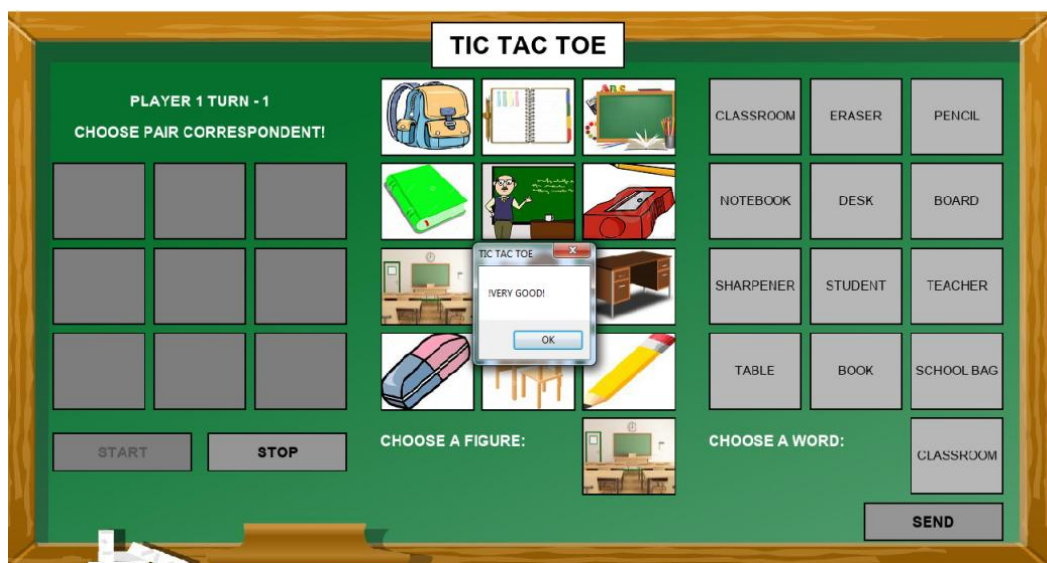 TIC TAC TOE
PLAYER 1 TURN - 1
CHOOSE PAIR CORRESPONDENT!
ABC
CLASSROOM
ERASER
PENCIL
NOTEBOOK
DESK
BOARD
TIC TAC TOE
!VERY GOOD!
OK
SHARPENER
STUDENT
TEACHER
TABLE
BOOK
SCHOOL BAG
START
STOP
CHOOSE A FIGURE:
CHOOSE A WORD:
CLASSROOM
SEND